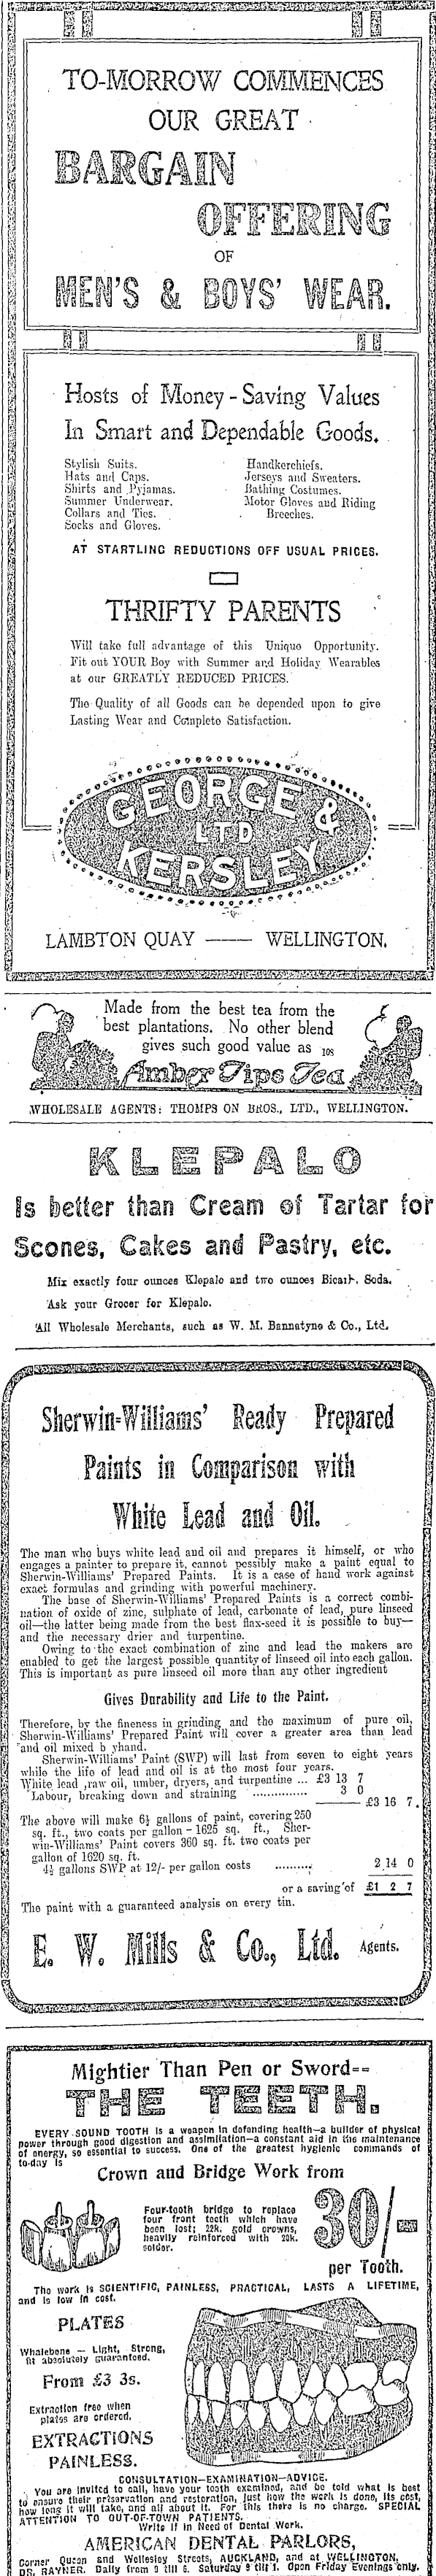 TO-MORROW COMMENCES
OUR GREAT
BARGAIN
OFFERING
OF
MEN'S & BOYS' WEAR.
Hosts of Money-Saving Values
In Smart and Dependable Goods.
Stylish Suits.
Hats and Caps.
Shirts and Pyjamas.
Summer Underwear.
Collars and Ties.
Socks and Gloves.
Handkerchiefs.
Jerseys and Sweaters.
Bathing Costumes.
Motor Gloves and Riding
Breeches.
AT STARTLING REDUCTIONS OFF USUAL PRICES.
THRIFTY PARENTS
Will take full advantage of this Unique Opportunity.
Fit out YOUR Boy with Summer and Holiday Wearables
at our GREATLY REDUCED PRICES.
The Quality of all Goods can be depended upon to give
Lasting Wear and Complete Satisfaction.
GEORGE &
LTD
KERSLEY
LAMBTON QUAY —— WELLINGTON.
Made from the best tea from the
best plantations. No other blend
gives such good value as 108
Amber Tips Tea
WHOLESALE AGENTS: THOMPS ON BROS., LTD., WELLINGTON.
KLEPALO
Is better than Cream of Tartar for
Scones, Cakes and Pastry, etc.
Mix exactly four ounces Klepalo and two ounces Bicarb. Soda.
Ask your Grocer for Klepalo.
All Wholesale Merchants, such as W. M. Bannatyne & Co., Ltd.
Sherwin-Williams' Ready Prepared
Paints in Comparison with
White Lead and Oil.
The man who buys white lead and oil and prepares it himself, or who
engages a painter to prepare it, cannot possibly make a paint equal to
Sherwin-Williams' Prepared Paints. It is a case of hand work against
exact formulas and grinding with powerful machinery.
The base of Sherwin-Williams' Prepared Paints is a correct combi-
nation of oxide of zinc, sulphate of lead, carbonate of lead, pure linseed
oil—the latter being made from the best flax-seed it is possible to buy—
and the necessary drier and turpentine.
Owing to the exact combination of zinc and lead the makers are
enabled to get the largest possible quantity of linseed oil into each gallon.
This is important as pure linseed oil more than any other ingredient
Gives Durability and Life to the Paint.
Therefore, by the fineness in grinding and the maximum of pure oil,
Sherwin-Williams' Prepared Paint will cover a greater area than lead
and oil mixed b yhand.
Sherwin-Williams' Paint (SWP) will last from seven to eight years
while the life of lead and oil is at the most four years.
White lead ,raw oil, umber, dryers, and turpentine ... £3 13 7
Labour, breaking down and straining ............... 3 0
£3 16 7.
The above will make 6½ gallons of paint, covering 250
sq. ft., two coats per gallon - 1625 sq. ft., Sher-
win-Williams' Paint covers 360 sq. ft. two coats per
gallon of 1620 sq. ft.
4½ gallons SWP at 12/- per gallon costs .......... 2 14 0
or a saving of £1 2 7
The paint with a guaranteed analysis on every tin.
E. W. Mills & Co., Ltd. Agents.
Mightier Than Pen or Sword--
THE TEETH.
EVERY SOUND TOOTH is a weapon in defending health—a builder of physical
power through good digestion and assimilation—a constant aid in the maintenance
of energy, so essential to success. One of the greatest hygienic commands of
to-day is
Crown and Bridge Work from
Four-tooth bridge to replace
four front teeth which have
been lost; 22k. gold crowns,
heavily reinforced with 20k.
solder.
30/-
per Tooth.
The work is SCIENTIFIC, PAINLESS, PRACTICAL, LASTS A LIFETIME,
and is low in cost.
PLATES
Whalebone — Light, Strong,
fit absolutely guaranteed.
From £3 3s.
Extraction free when
plates are ordered.
EXTRACTIONS
PAINLESS.
CONSULTATION—EXAMINATION—ADVICE.
You are invited to call, have your teeth examined, and be told what is best
to ensure their preservation and restoration, just how the work is done, its cost,
how long it will take, and all about it. For this there is no charge. SPECIAL
ATTENTION TO OUT-OF-TOWN PATIENTS.
Write if in Need of Dental Work.
AMERICAN DENTAL PARLORS,
Corner Queen and Wellesley Streets, AUCKLAND, and at WELLINGTON.
DR. RAYNER. Daily from 9 till 6. Saturday 9 till 1. Open Friday Evenings only.